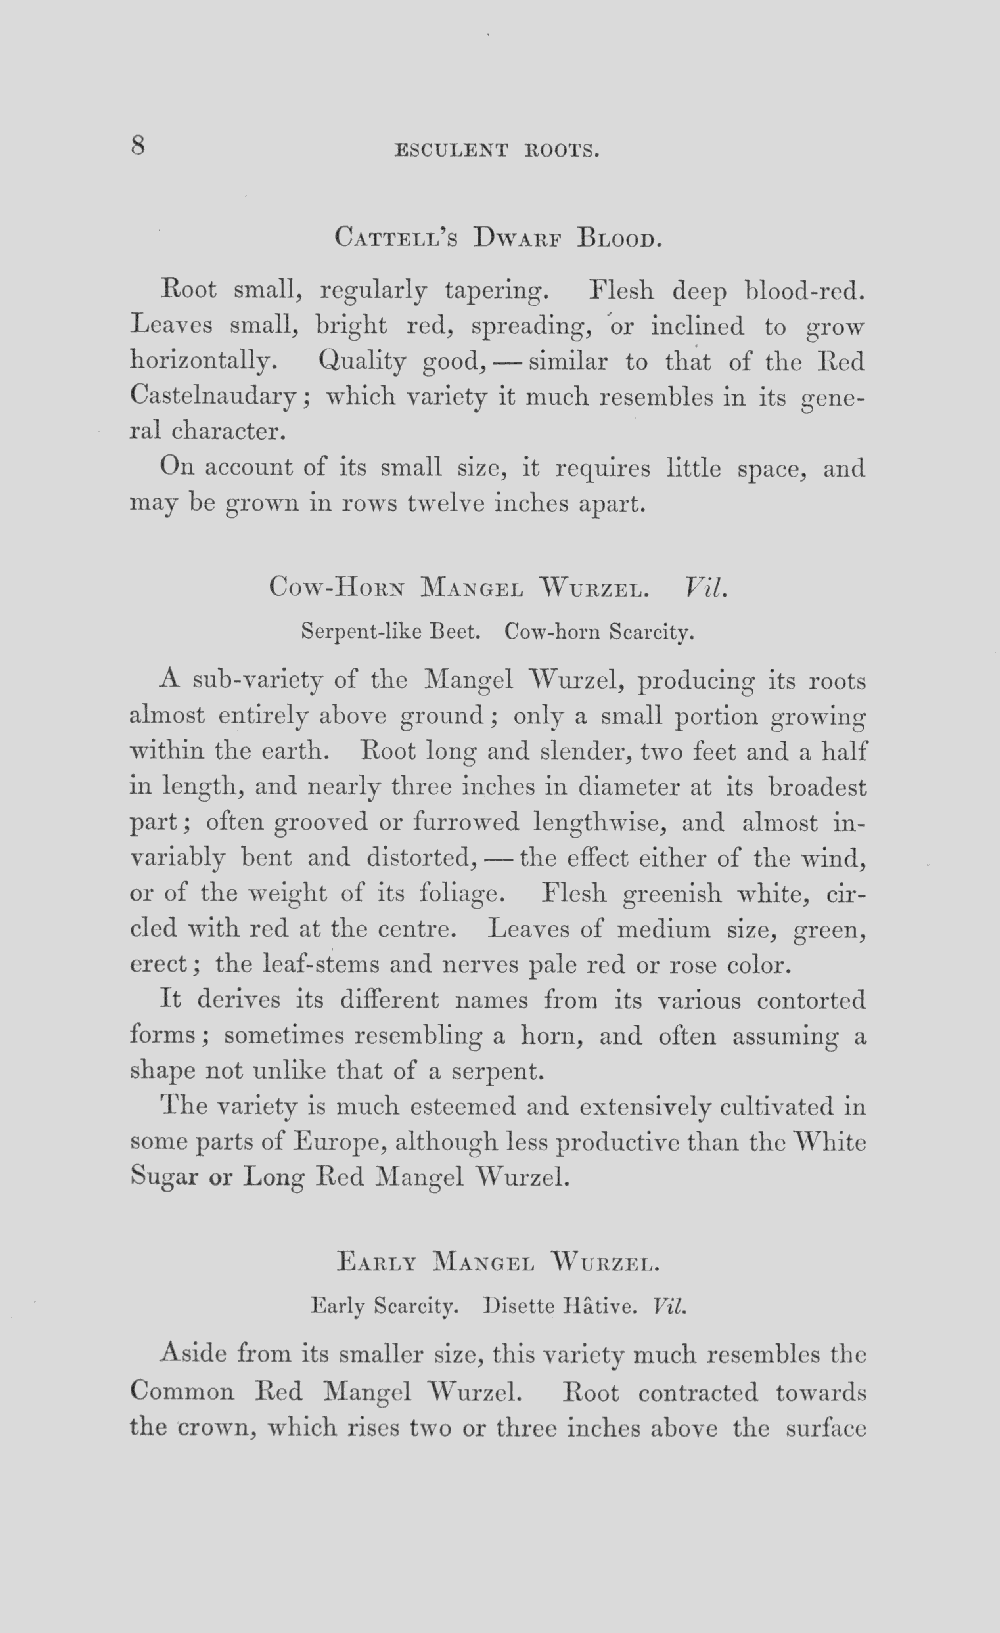 8 ESCULENT ROOTS.
CATTELL'S DWARF BLOOD.
Root small, regularly tapering. Flesh deep blood-red.
Leaves small, bright red, spreading, or inclined to grow
horizontally. Quality good, — similar to that of the Red
Castelnaudary; which variety it much resembles in its gene-
ral character.
On account of its small size, it requires little space, and
may be grown in rows twelve inches apart.
COW-HORN MANGEL WURZEL. Vil.
Serpent-like Beet. Cow-horn Scarcity.
A sub-variety of the Mangel Wurzel, producing its roots
almost entirely above ground; only a small portion growing
within the earth. Root long and slender, two feet and a half
in length, and nearly three inches in diameter at its broadest
part; often grooved or furrowed lengthwise, and almost in-
variably bent and distorted, — the effect either of the wind,
or of the weight of its foliage. Flesh greenish white, cir-
cled with red at the centre. Leaves of medium size, green,
erect; the leaf-stems and nerves pale red or rose color.
It derives its different names from its various contorted
forms; sometimes resembling a horn, and often assuming a
shape not unlike that of a serpent.
The variety is much esteemed and extensively cultivated in
some parts of Europe, although less productive than the White
Sugar or Long Red Mangel Wurzel.
EARLY MANGEL WURZEL.
Early Scarcity. Disette Hâtive. Vil.
Aside from its smaller size, this variety much resembles the
Common Red Mangel Wurzel. Root contracted towards
the crown, which rises two or three inches above the surface